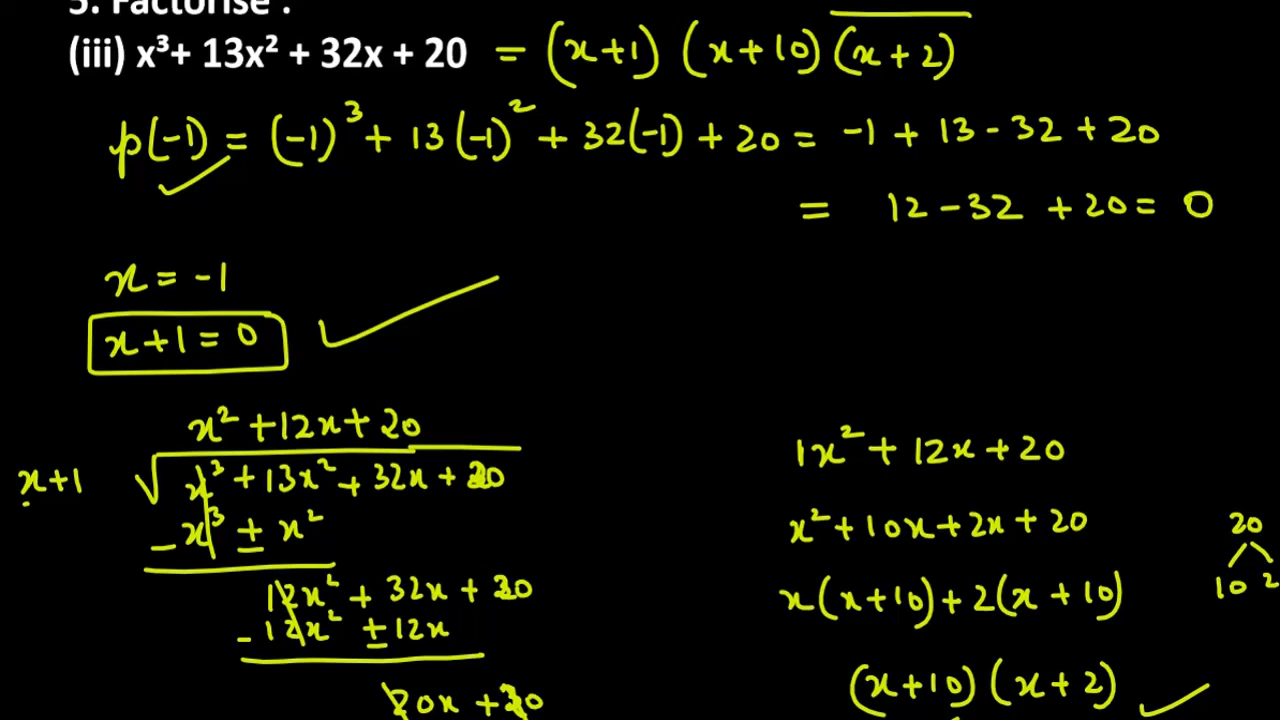 5. Factorise :
(iii) x³+ 13x² + 32x + 20 = (x+1) (x+10) (x+2)
p(-1) = (-1)³ + 13(-1)² + 32(-1) + 20 = -1 + 13 - 32 + 20
= 12 - 32 + 20 = 0
x = -1
x+1 = 0
x² + 12x + 20
x+1 √x³ + 13x² + 32x + 20
- x³ ± x²
12x² + 32x + 20
- 12x² ± 12x
20x + 20
1x² + 12x + 20
x² + 10x + 2x + 20
x(x+10) + 2(x+10)
(x+10) (x+2)
20
10 2